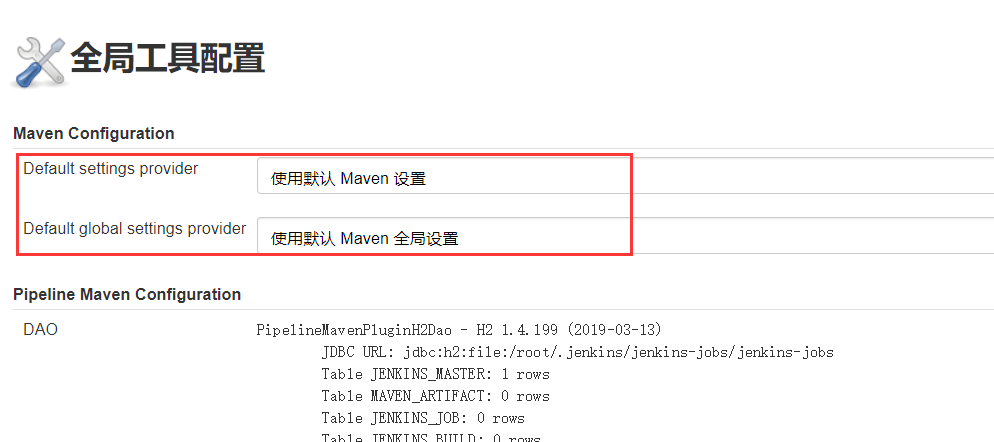 全局工具配置
Maven Configuration
Default settings provider
使用默认 Maven 设置
Default global settings provider
使用默认 Maven 全局设置
Pipeline Maven Configuration
DAO
PipelineMavenPluginH2Dao - H2 1.4.199 (2019-03-13)
JDBC URL: jdbc:h2:file:/root/.jenkins/jenkins-jobs/jenkins-jobs
Table JENKINS_MASTER: 1 rows
Table MAVEN_ARTIFACT: 0 rows
Table JENKINS_JOB: 0 rows
Table JENKINS_BUILD: 0 rows